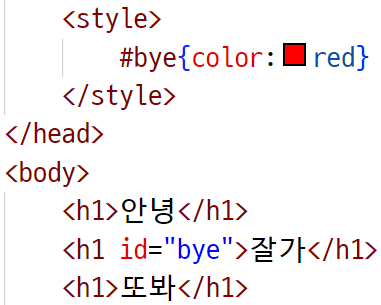 <style>
#bye{color:red}
</style>
</head>
<body>
<h1>안녕</h1>
<h1 id="bye">잘가</h1>
<h1>또봐</h1>